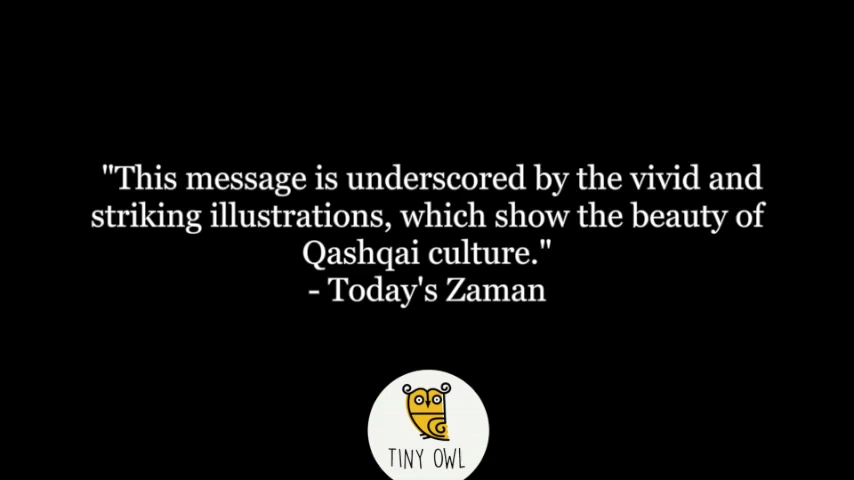 "This message is underscored by the vivid and
striking illustrations, which show the beauty of
Qashqai culture."
- Today's Zaman
TINY OWL